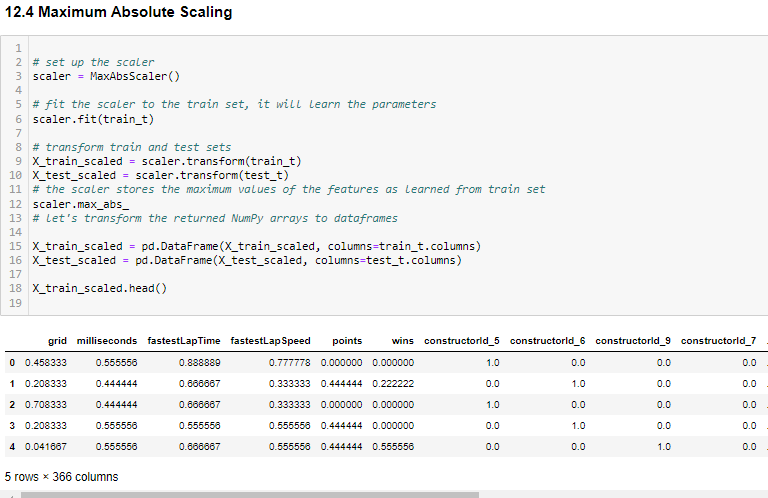 12.4 Maximum Absolute Scaling
1
2 # set up the scaler
3 scaler = MaxAbsScaler()
4
5 # fit the scaler to the train set, it will learn the parameters
6 scaler.fit(train_t)
7
8 # transform train and test sets
9 X_train_scaled = scaler.transform(train_t)
10 X_test_scaled = scaler.transform(test_t)
11 # the scaler stores the maximum values of the features as learned from train set
12 scaler.max_abs_
13 # let's transform the returned NumPy arrays to dataframes
14
15 X_train_scaled = pd.DataFrame(X_train_scaled, columns=train_t.columns)
16 X_test_scaled = pd.DataFrame(X_test_scaled, columns=test_t.columns)
17
18 X_train_scaled.head()
19
grid milliseconds fastestLapTime fastestLapSpeed points wins constructorId_5 constructorId_6 constructorId_9 constructorId_7 .
0 0.458333 0.555556 0.888889 0.777778 0.000000 0.000000 1.0 0.0 0.0 0.0 .
1 0.208333 0.444444 0.666667 0.333333 0.444444 0.222222 0.0 1.0 0.0 0.0 .
2 0.708333 0.444444 0.666667 0.333333 0.000000 0.000000 1.0 0.0 0.0 0.0 .
3 0.208333 0.555556 0.555556 0.555556 0.444444 0.000000 0.0 1.0 0.0 0.0 .
4 0.041667 0.555556 0.666667 0.555556 0.444444 0.555556 0.0 0.0 1.0 0.0 .
5 rows × 366 columns